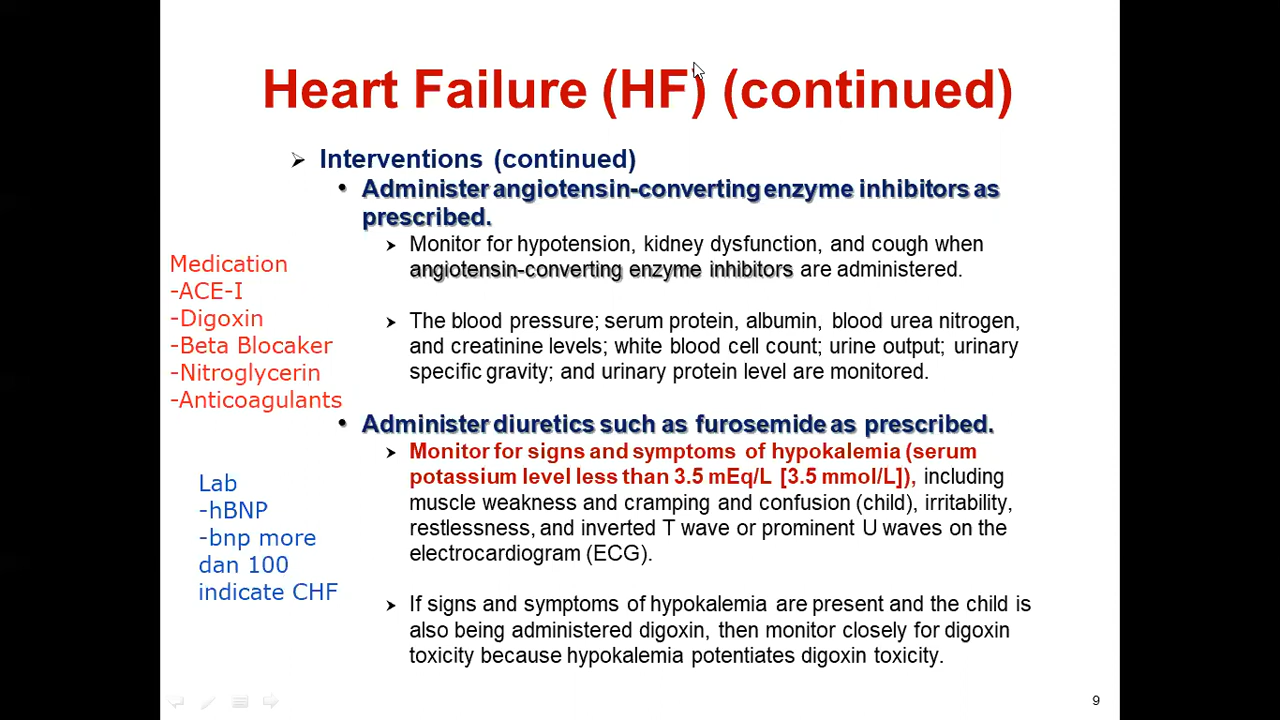 Heart Failure (HF) (continued)
➢ Interventions (continued)
• Administer angiotensin-converting enzyme inhibitors as
prescribed.
➢ Monitor for hypotension, kidney dysfunction, and cough when
angiotensin-converting enzyme inhibitors are administered.
➢ The blood pressure; serum protein, albumin, blood urea nitrogen,
and creatinine levels; white blood cell count; urine output; urinary
specific gravity; and urinary protein level are monitored.
• Administer diuretics such as furosemide as prescribed.
➢ Monitor for signs and symptoms of hypokalemia (serum
potassium level less than 3.5 mEq/L [3.5 mmol/L]), including
muscle weakness and cramping and confusion (child), irritability,
restlessness, and inverted T wave or prominent U waves on the
electrocardiogram (ECG).
➢ If signs and symptoms of hypokalemia are present and the child is
also being administered digoxin, then monitor closely for digoxin
toxicity because hypokalemia potentiates digoxin toxicity.
Medication
-ACE-I
-Digoxin
-Beta Blocaker
-Nitroglycerin
-Anticoagulants
Lab
-hBNP
-bnp more
dan 100
indicate CHF
9